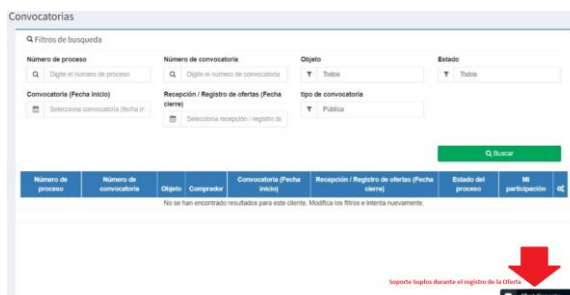 Convocatorias
Filtros de busqueda
Número de proceso
Número de convocatoria
Objeto
Estado
Digite el número de proceso
Digite el número de convocatoria
Todos
Todos
Convocatoria (Fecha inicio)
Recepción / Registro de ofertas (Fecha
cierre)
tipo de convocatoria
Selecciona convocatoria (fecha in
Selecciona recepción / registro de
Pública
Buscar
Número de
proceso
Número de
convocatoria
Objeto
Comprador
Convocatoria (Fecha
inicio)
Recepción / Registro de ofertas (Fecha
cierre)
Estado del
proceso
Mi
participación
No se han encontrado resultados para este cliente. Modifica los filtros e intenta nuevamente.
Soporte Suplos durante el registro de la Oferta